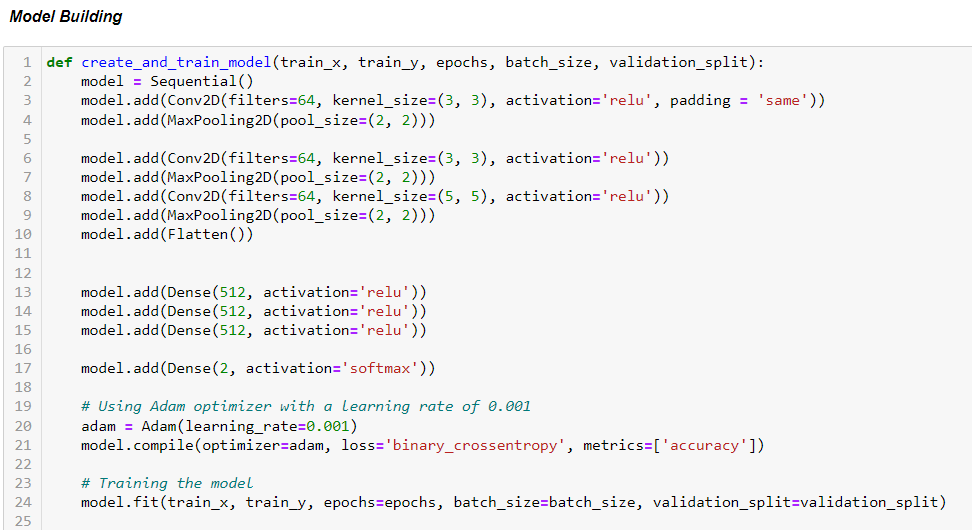 Model Building
1 def create_and_train_model(train_x, train_y, epochs, batch_size, validation_split):
2     model = Sequential()
3     model.add(Conv2D(filters=64, kernel_size=(3, 3), activation='relu', padding = 'same'))
4     model.add(MaxPooling2D(pool_size=(2, 2)))
5
6     model.add(Conv2D(filters=64, kernel_size=(3, 3), activation='relu'))
7     model.add(MaxPooling2D(pool_size=(2, 2)))
8     model.add(Conv2D(filters=64, kernel_size=(5, 5), activation='relu'))
9     model.add(MaxPooling2D(pool_size=(2, 2)))
10     model.add(Flatten())
11
12
13     model.add(Dense(512, activation='relu'))
14     model.add(Dense(512, activation='relu'))
15     model.add(Dense(512, activation='relu'))
16
17     model.add(Dense(2, activation='softmax'))
18
19     # Using Adam optimizer with a learning rate of 0.001
20     adam = Adam(learning_rate=0.001)
21     model.compile(optimizer=adam, loss='binary_crossentropy', metrics=['accuracy'])
22
23     # Training the model
24     model.fit(train_x, train_y, epochs=epochs, batch_size=batch_size, validation_split=validation_split)
25